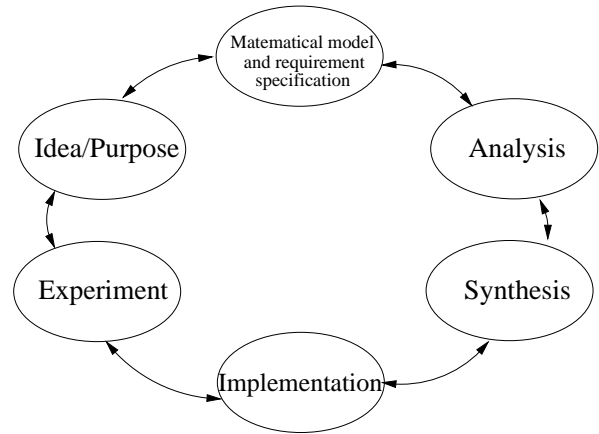 Matematical model
and requirement
specification
Idea/Purpose
Analysis
Experiment
Synthesis
Implementation